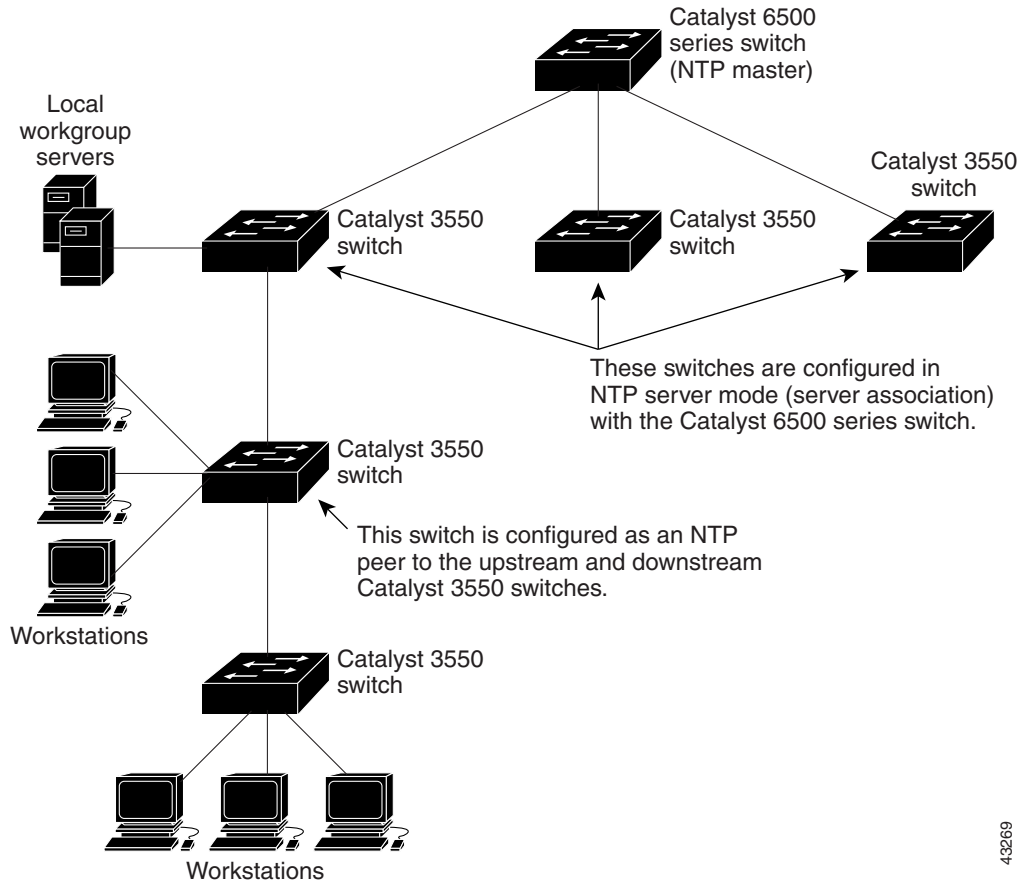 Catalyst 6500
series switch
(NTP master)
Local
workgroup
servers
Catalyst 3550
switch
Catalyst 3550
switch
Catalyst 3550
switch
These switches are configured in
NTP server mode (server association)
with the Catalyst 6500 series switch.
Catalyst 3550
switch
This switch is configured as an NTP
peer to the upstream and downstream
Catalyst 3550 switches.
Workstations
Catalyst 3550
switch
Workstations
43269